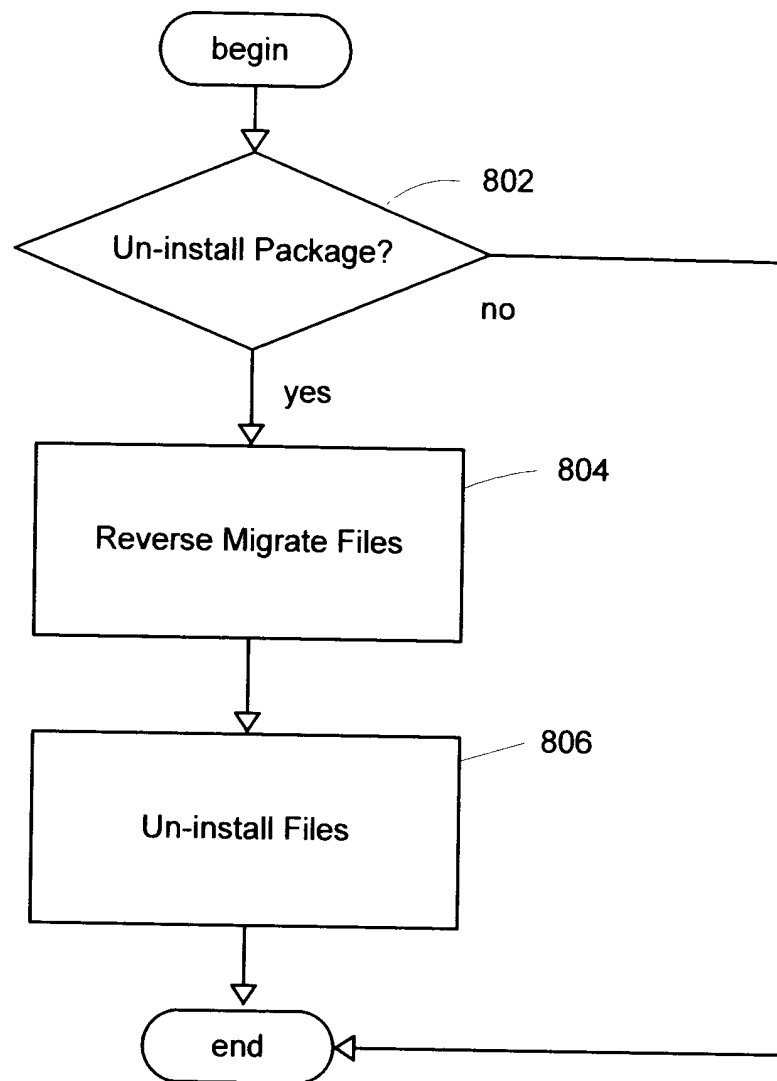 begin
802
Un-install Package?
no
yes
804
Reverse Migrate Files
806
Un-install Files
end